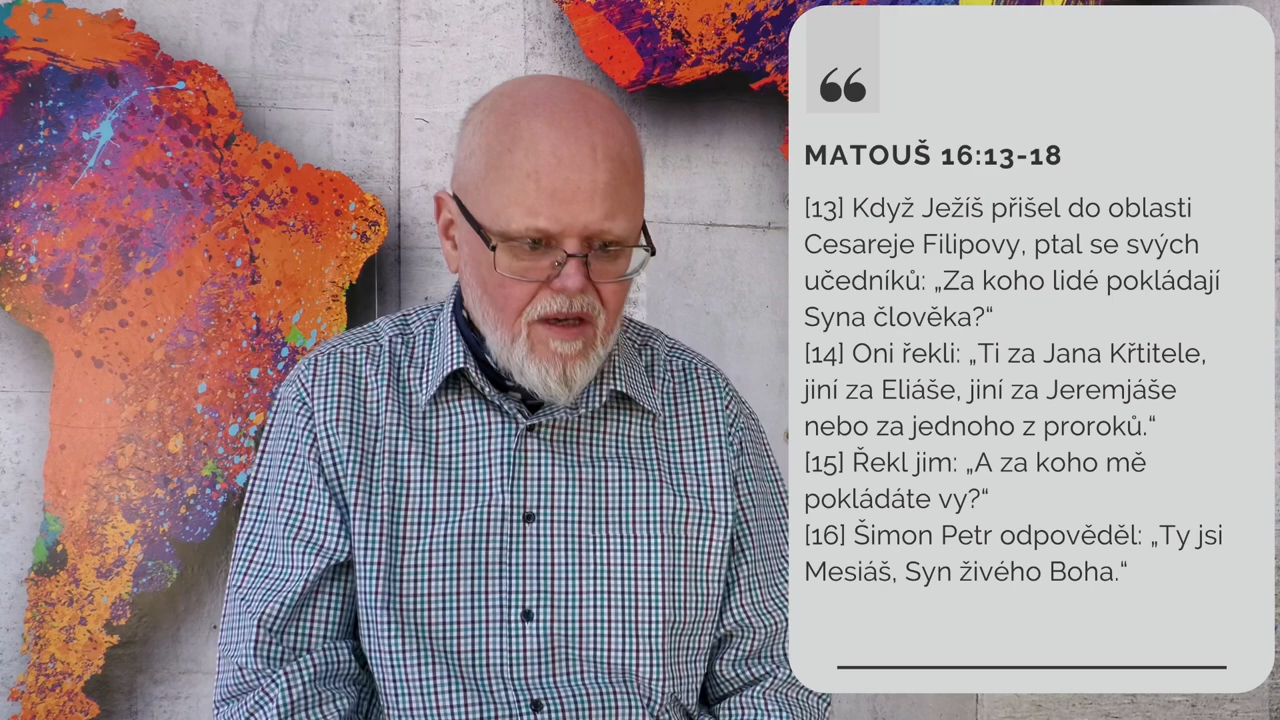 ❝
MATOUŠ 16:13-18
[13] Když Ježíš přišel do oblasti
Cesareje Filipovy, ptal se svých
učedníků: „Za koho lidé pokládají
Syna člověka?“
[14] Oni řekli: „Ti za Jana Křtitele,
jiní za Eliáše, jiní za Jeremjáše
nebo za jednoho z proroků.“
[15] Řekl jim: „A za koho mě
pokládáte vy?“
[16] Šimon Petr odpověděl: „Ty jsi
Mesiáš, Syn živého Boha.“